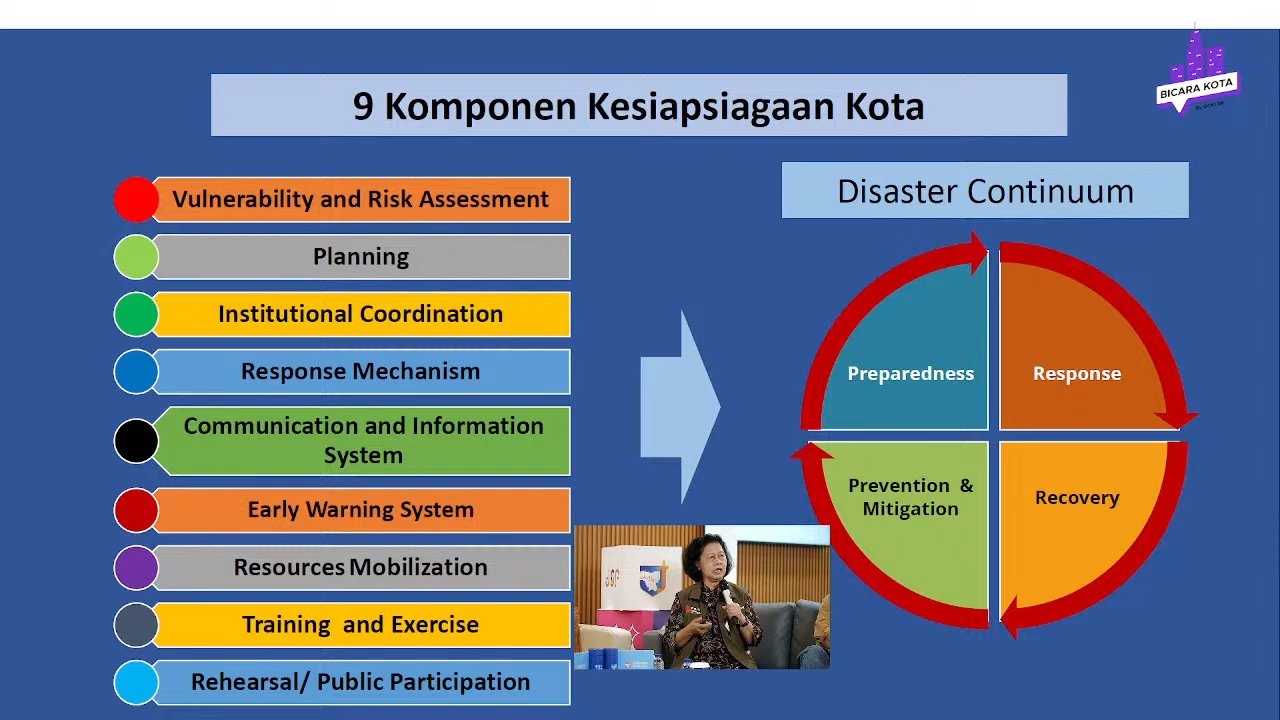 BICARA KOTA
9 Komponen Kesiapsiagaan Kota
Vulnerability and Risk Assessment
Planning
Institutional Coordination
Response Mechanism
Communication and Information
System
Early Warning System
Resources Mobilization
Training and Exercise
Rehearsal/ Public Participation
Disaster Continuum
Preparedness
Response
Prevention &
Mitigation
Recovery